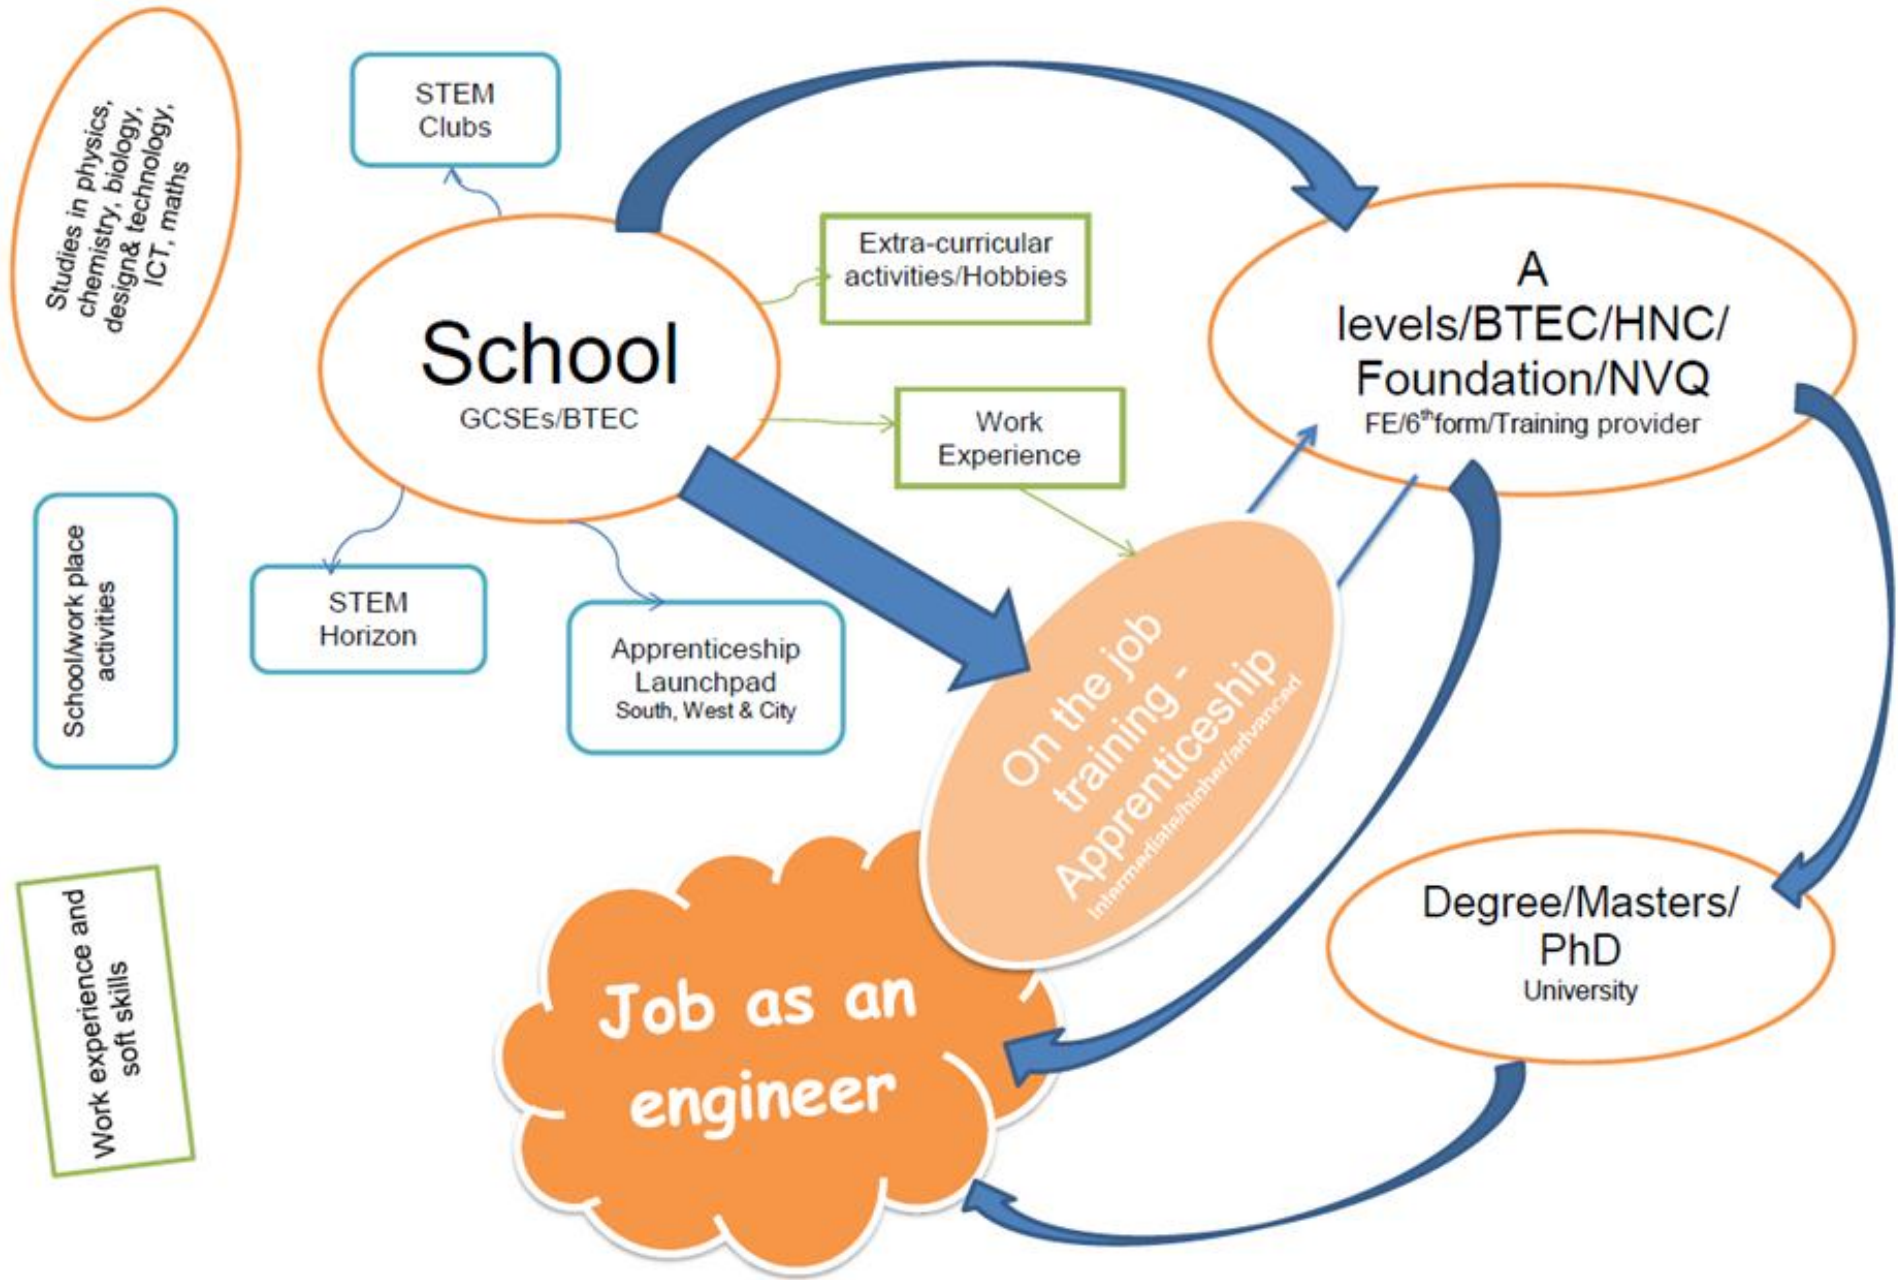 Studies in physics,
chemistry, biology,
design& technology,
ICT, maths
School/work place
activities
Work experience and
soft skills
STEM
Clubs
School
GCSEs/BTEC
Extra-curricular
activities/Hobbies
Work
Experience
STEM
Horizon
Apprenticeship
Launchpad
South, West & City
A
levels/BTEC/HNC/
Foundation/NVQ
FE/6thform/Training provider
On the job
training -
Apprenticeship
Intermediate/higher/advanced
Degree/Masters/
PhD
University
Job as an
engineer